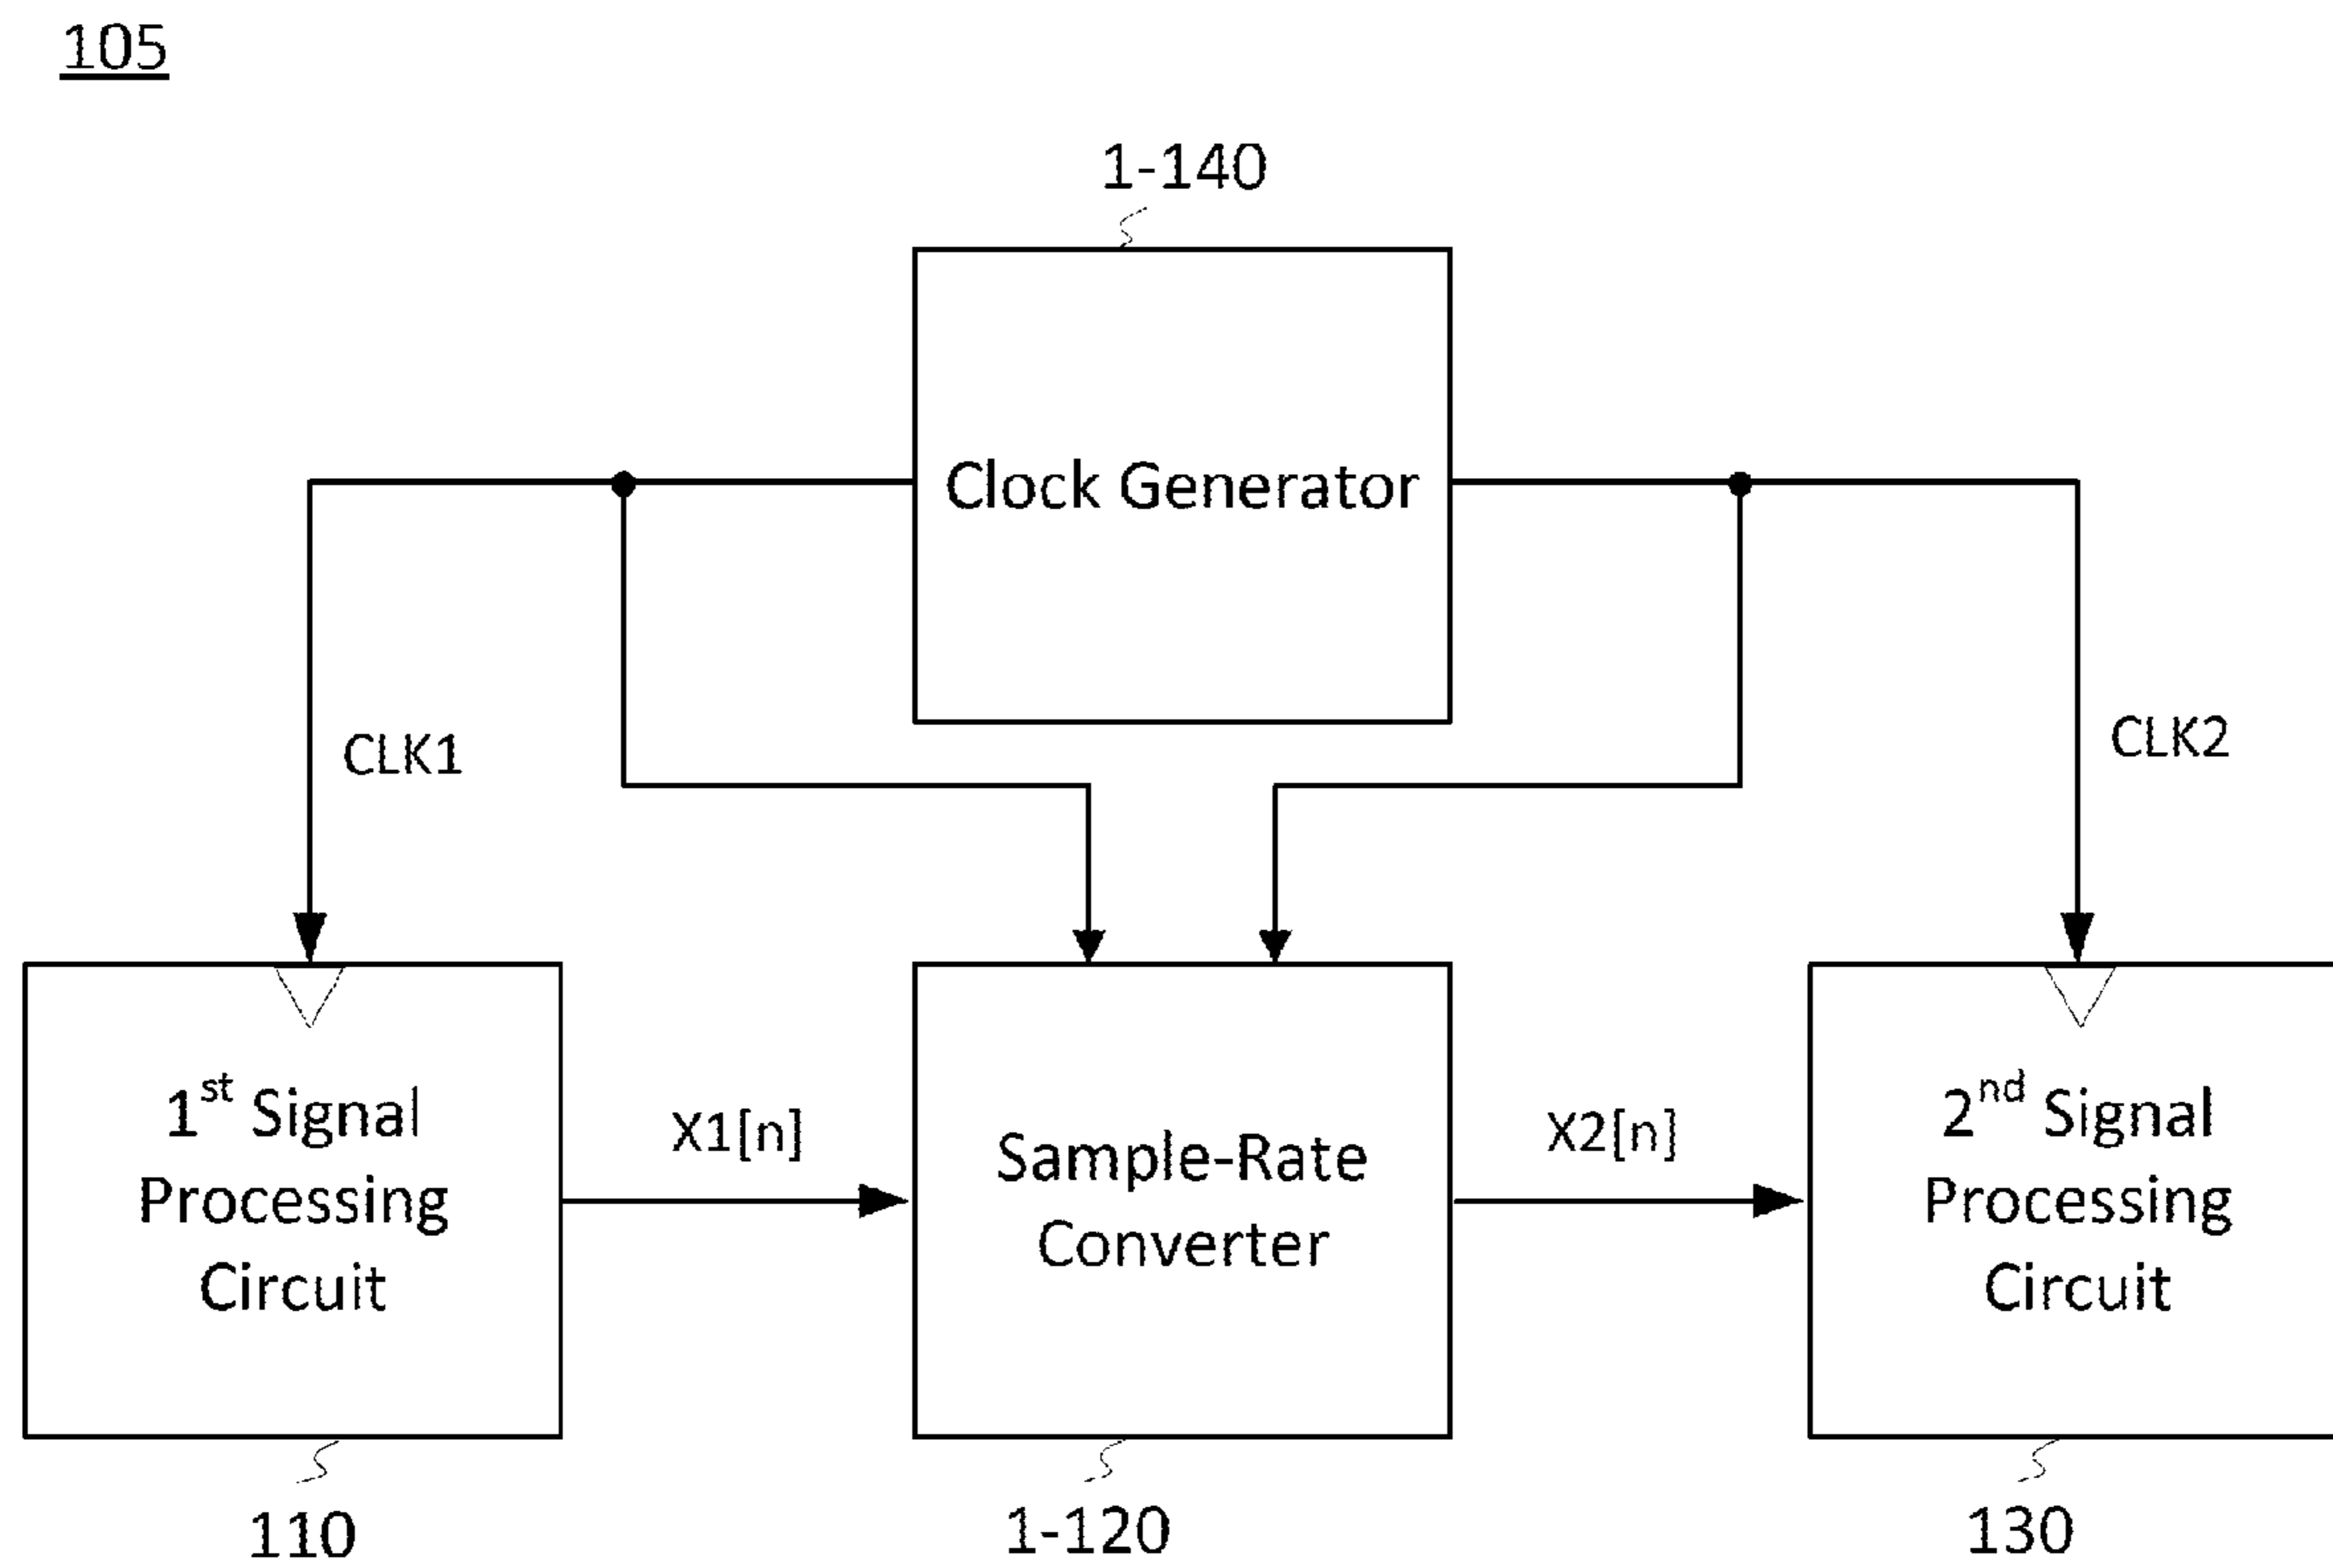 105
1-140
Clock Generator
CLK1
CLK2
1st Signal
Processing
Circuit
X1[n]
Sample-Rate
Converter
X2[n]
2nd Signal
Processing
Circuit
110
1-120
130